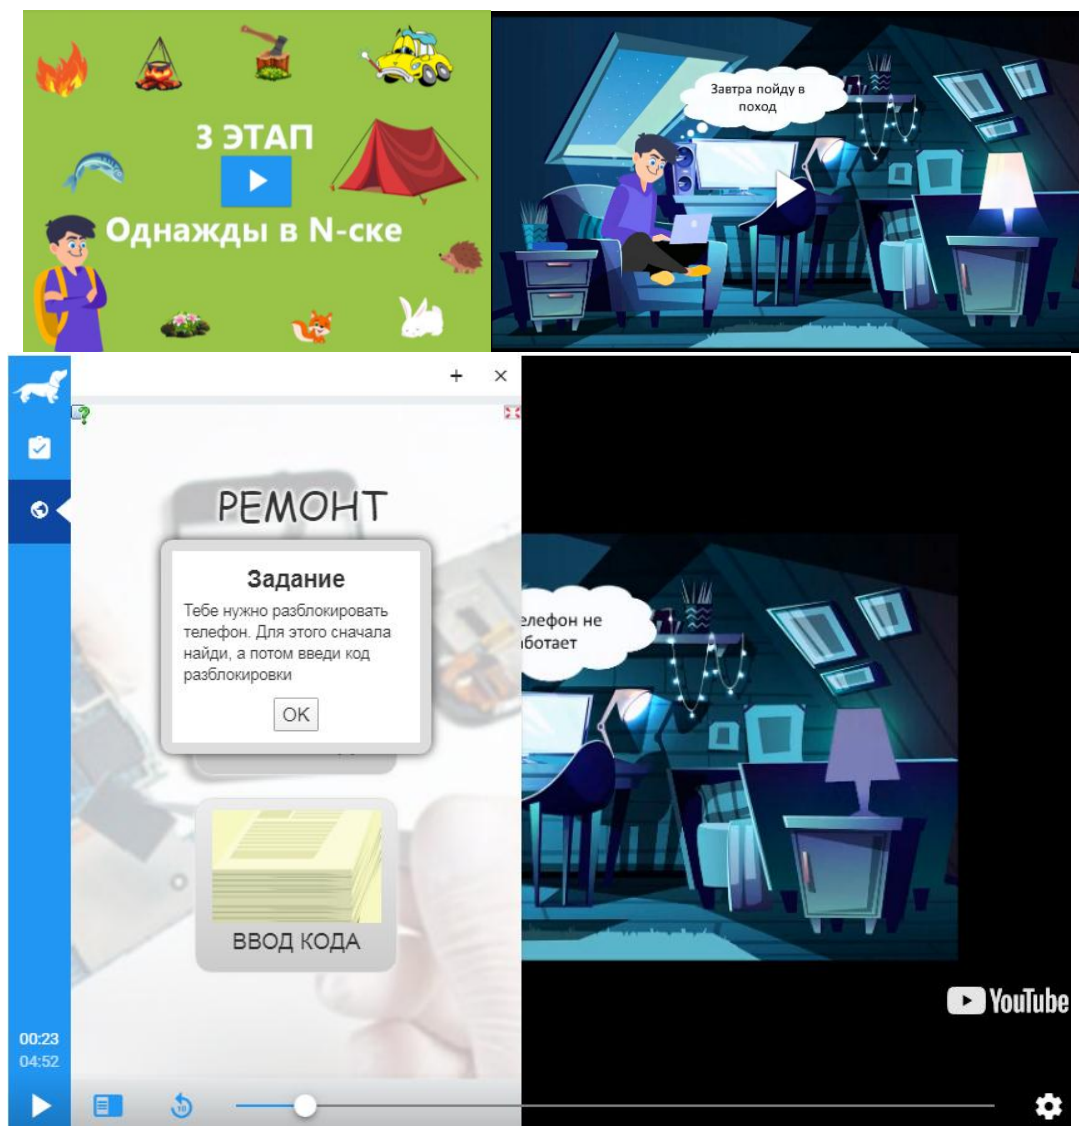 3 ЭТАП
Однажды в N-ске
Завтра пойду в
поход
РЕМОНТ
Задание
Тебе нужно разблокировать
телефон. Для этого сначала
найди, а потом введи код
разблокировки
OK
елефон не
ботает
ВВОД КОДА
YouTube
00:23
04:52
10